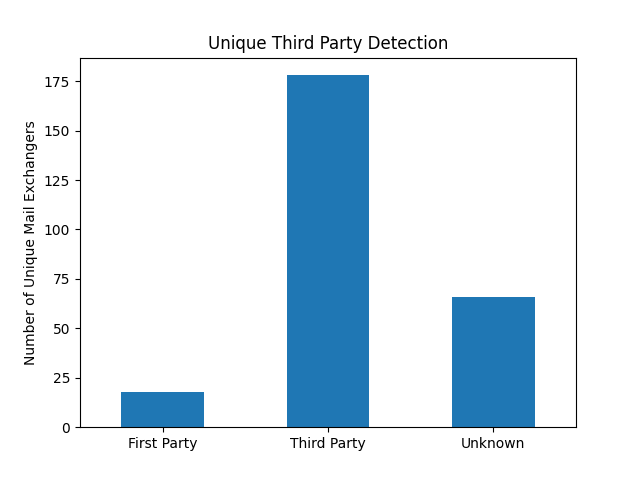 Unique Third Party Detection
Number of Unique Mail Exchangers
175
150
125
100
75
50
25
0
First Party
Third Party
Unknown